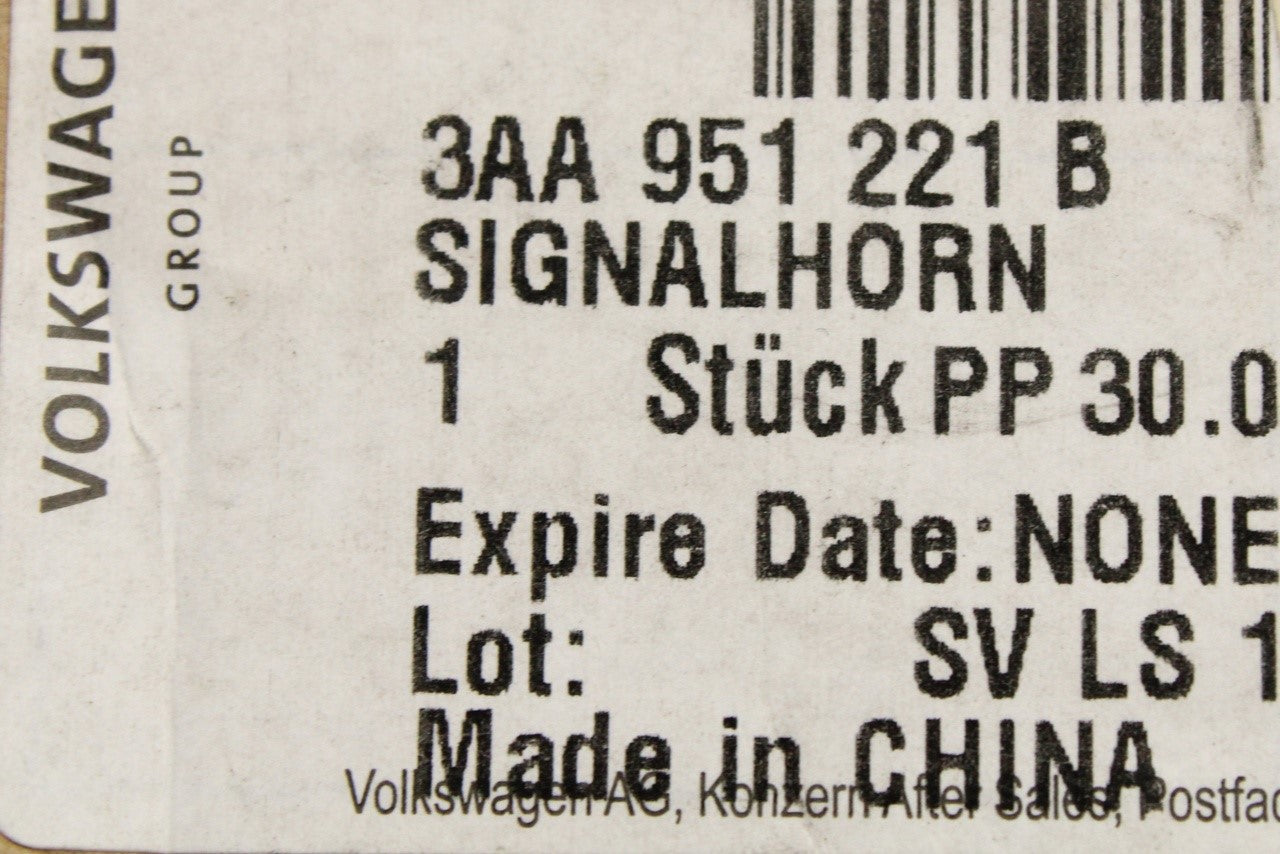 VOLKSWAGE
GROUP
3AA 951 221 B
SIGNALHORN
1 Stück PP 30.0
Expire Date: NONE
Lot: SV LS 1
Made in CHINA
Volkswagen AG, Konzern After Sales, Postfac